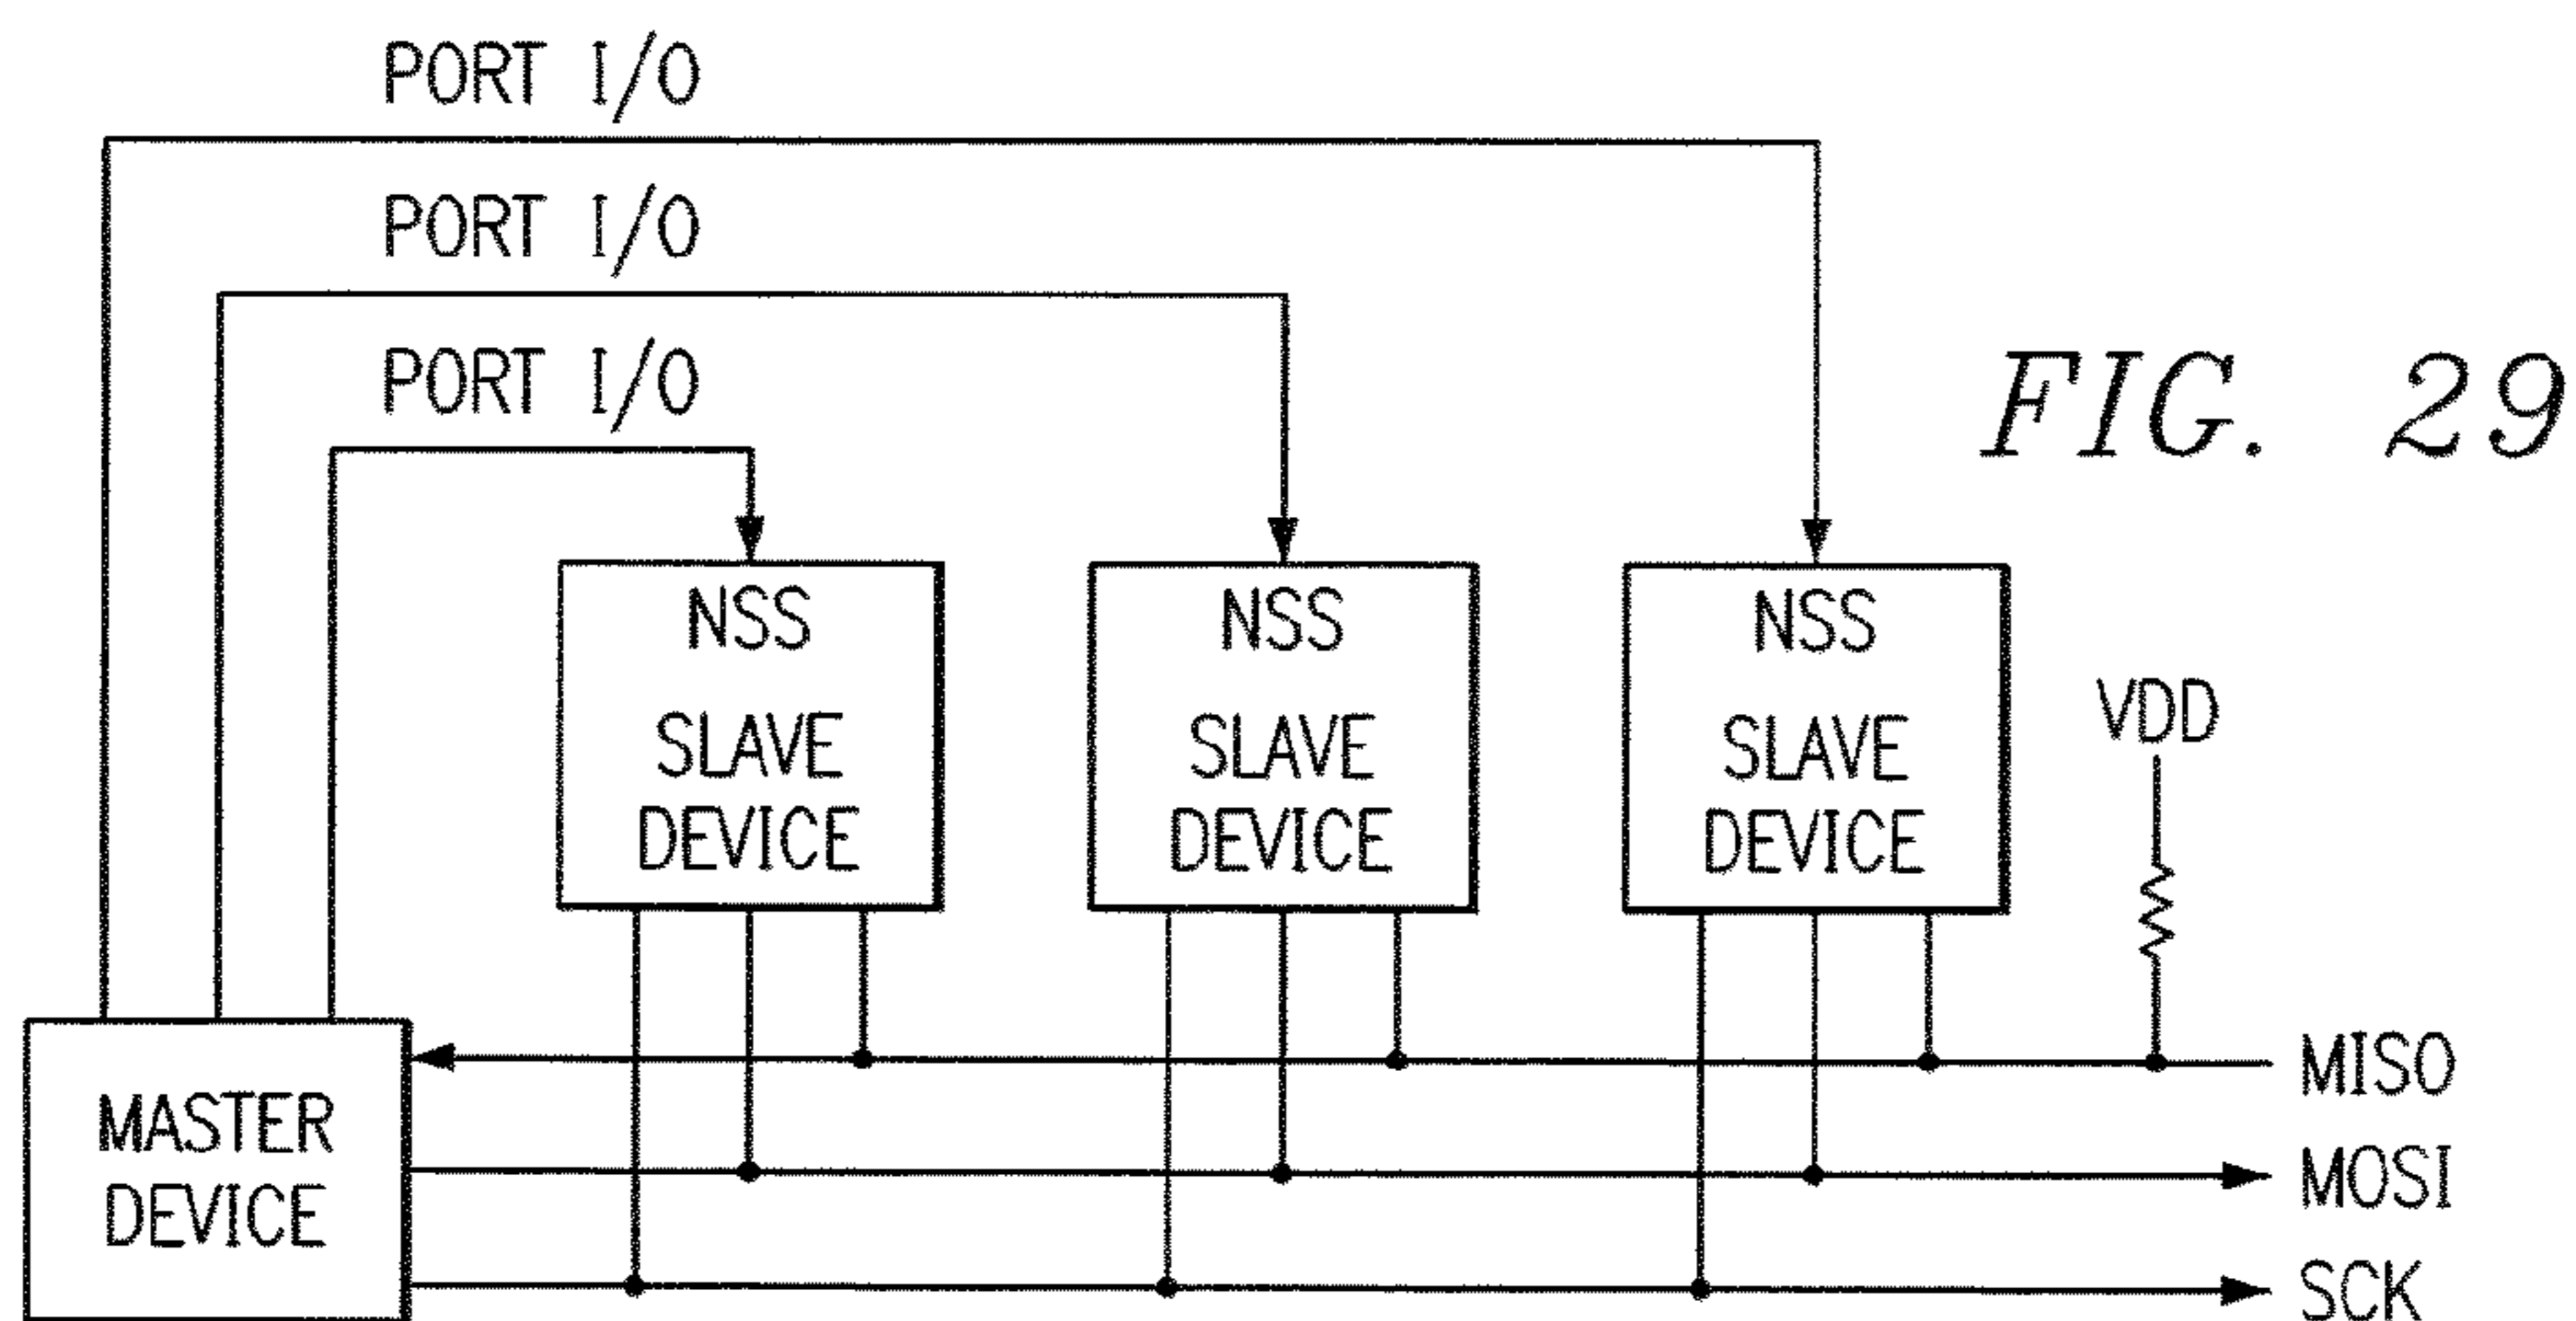 PORT I/O
PORT I/O
PORT I/O
FIG. 29
NSS
SLAVE
DEVICE
NSS
SLAVE
DEVICE
NSS
SLAVE
DEVICE
VDD
MASTER
DEVICE
MISO
MOSI
SCK